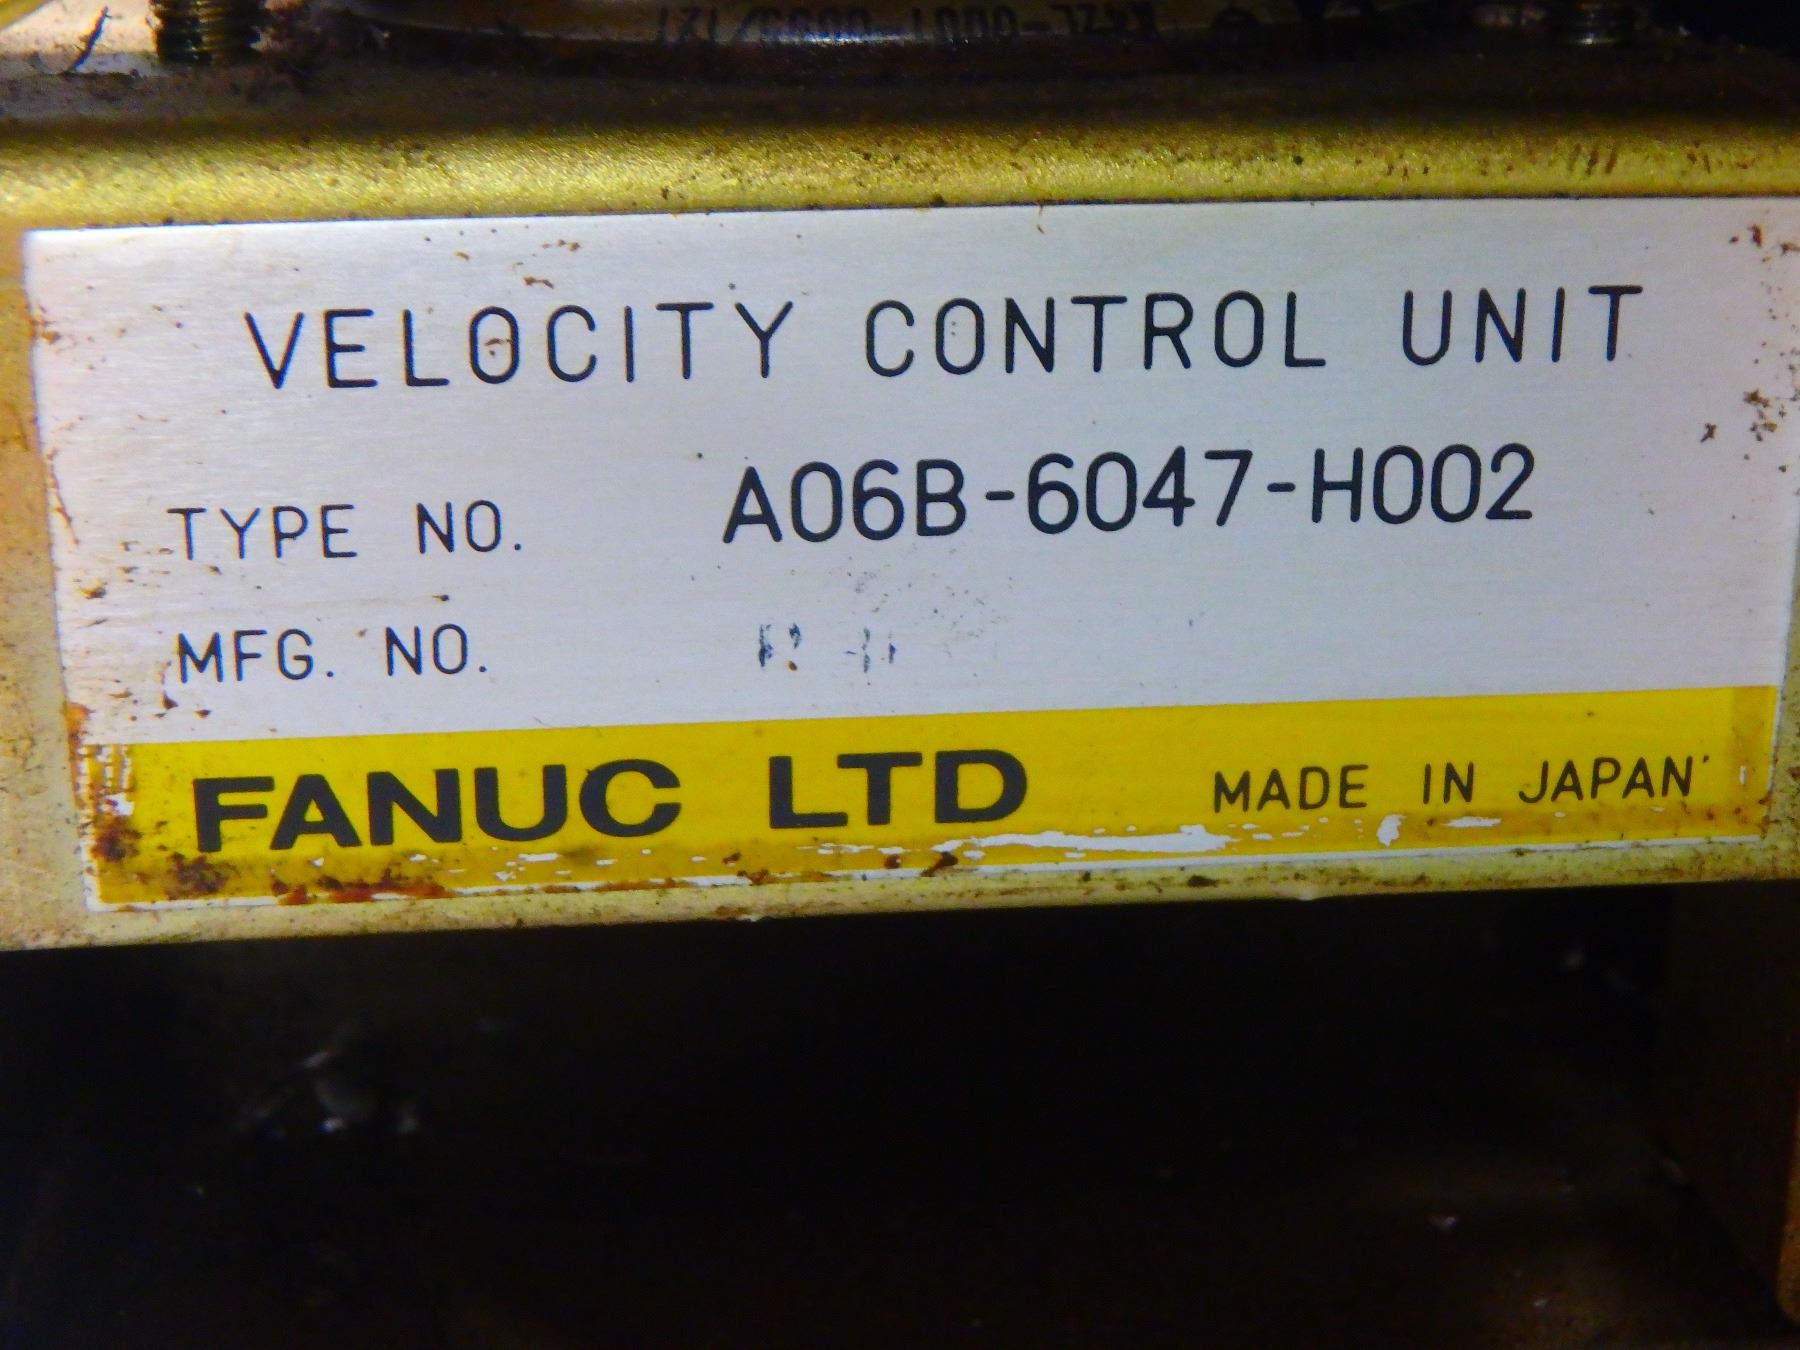 VELOCITY CONTROL UNIT
TYPE NO. A06B-6047-H002
MFG. NO.
FANUC LTD MADE IN JAPAN